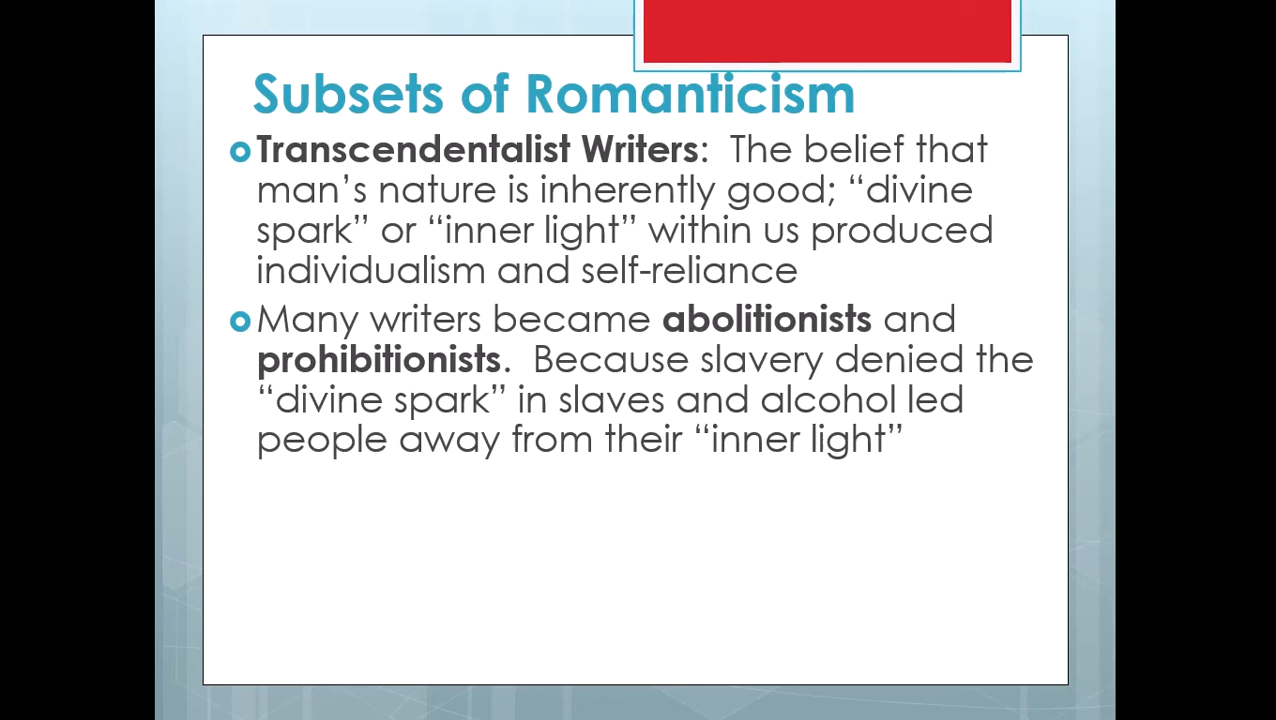 Subsets of Romanticism
Transcendentalist Writers:  The belief that
man’s nature is inherently good; “divine
spark” or “inner light” within us produced
individualism and self-reliance
Many writers became abolitionists and
prohibitionists.  Because slavery denied the
“divine spark” in slaves and alcohol led
people away from their “inner light”